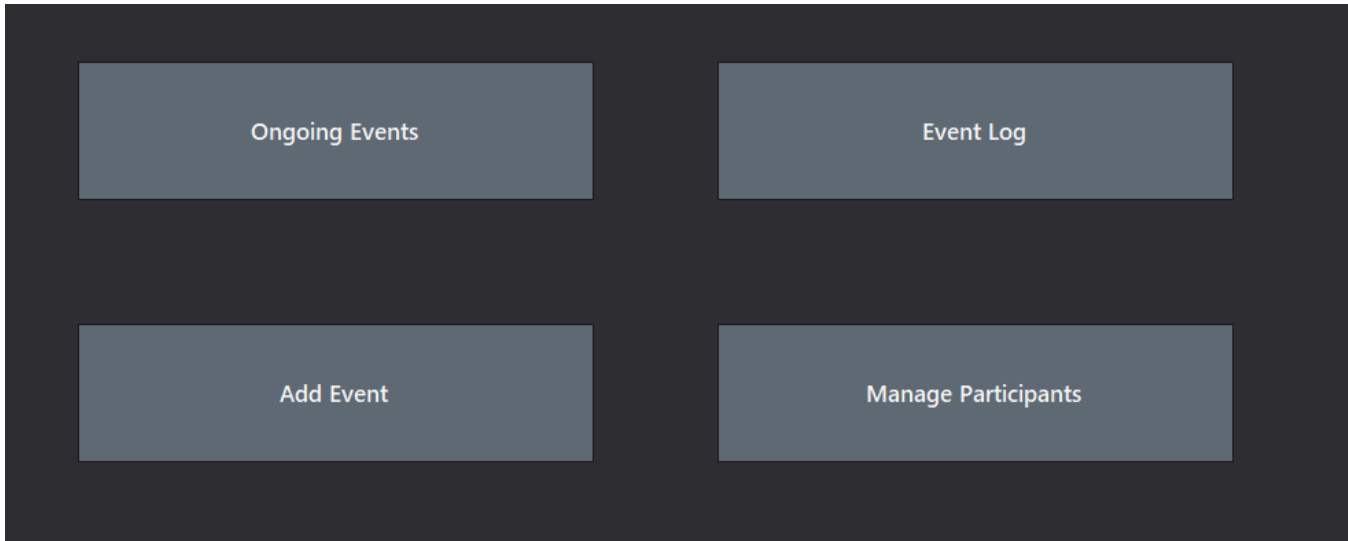 Ongoing Events
Event Log
Add Event
Manage Participants